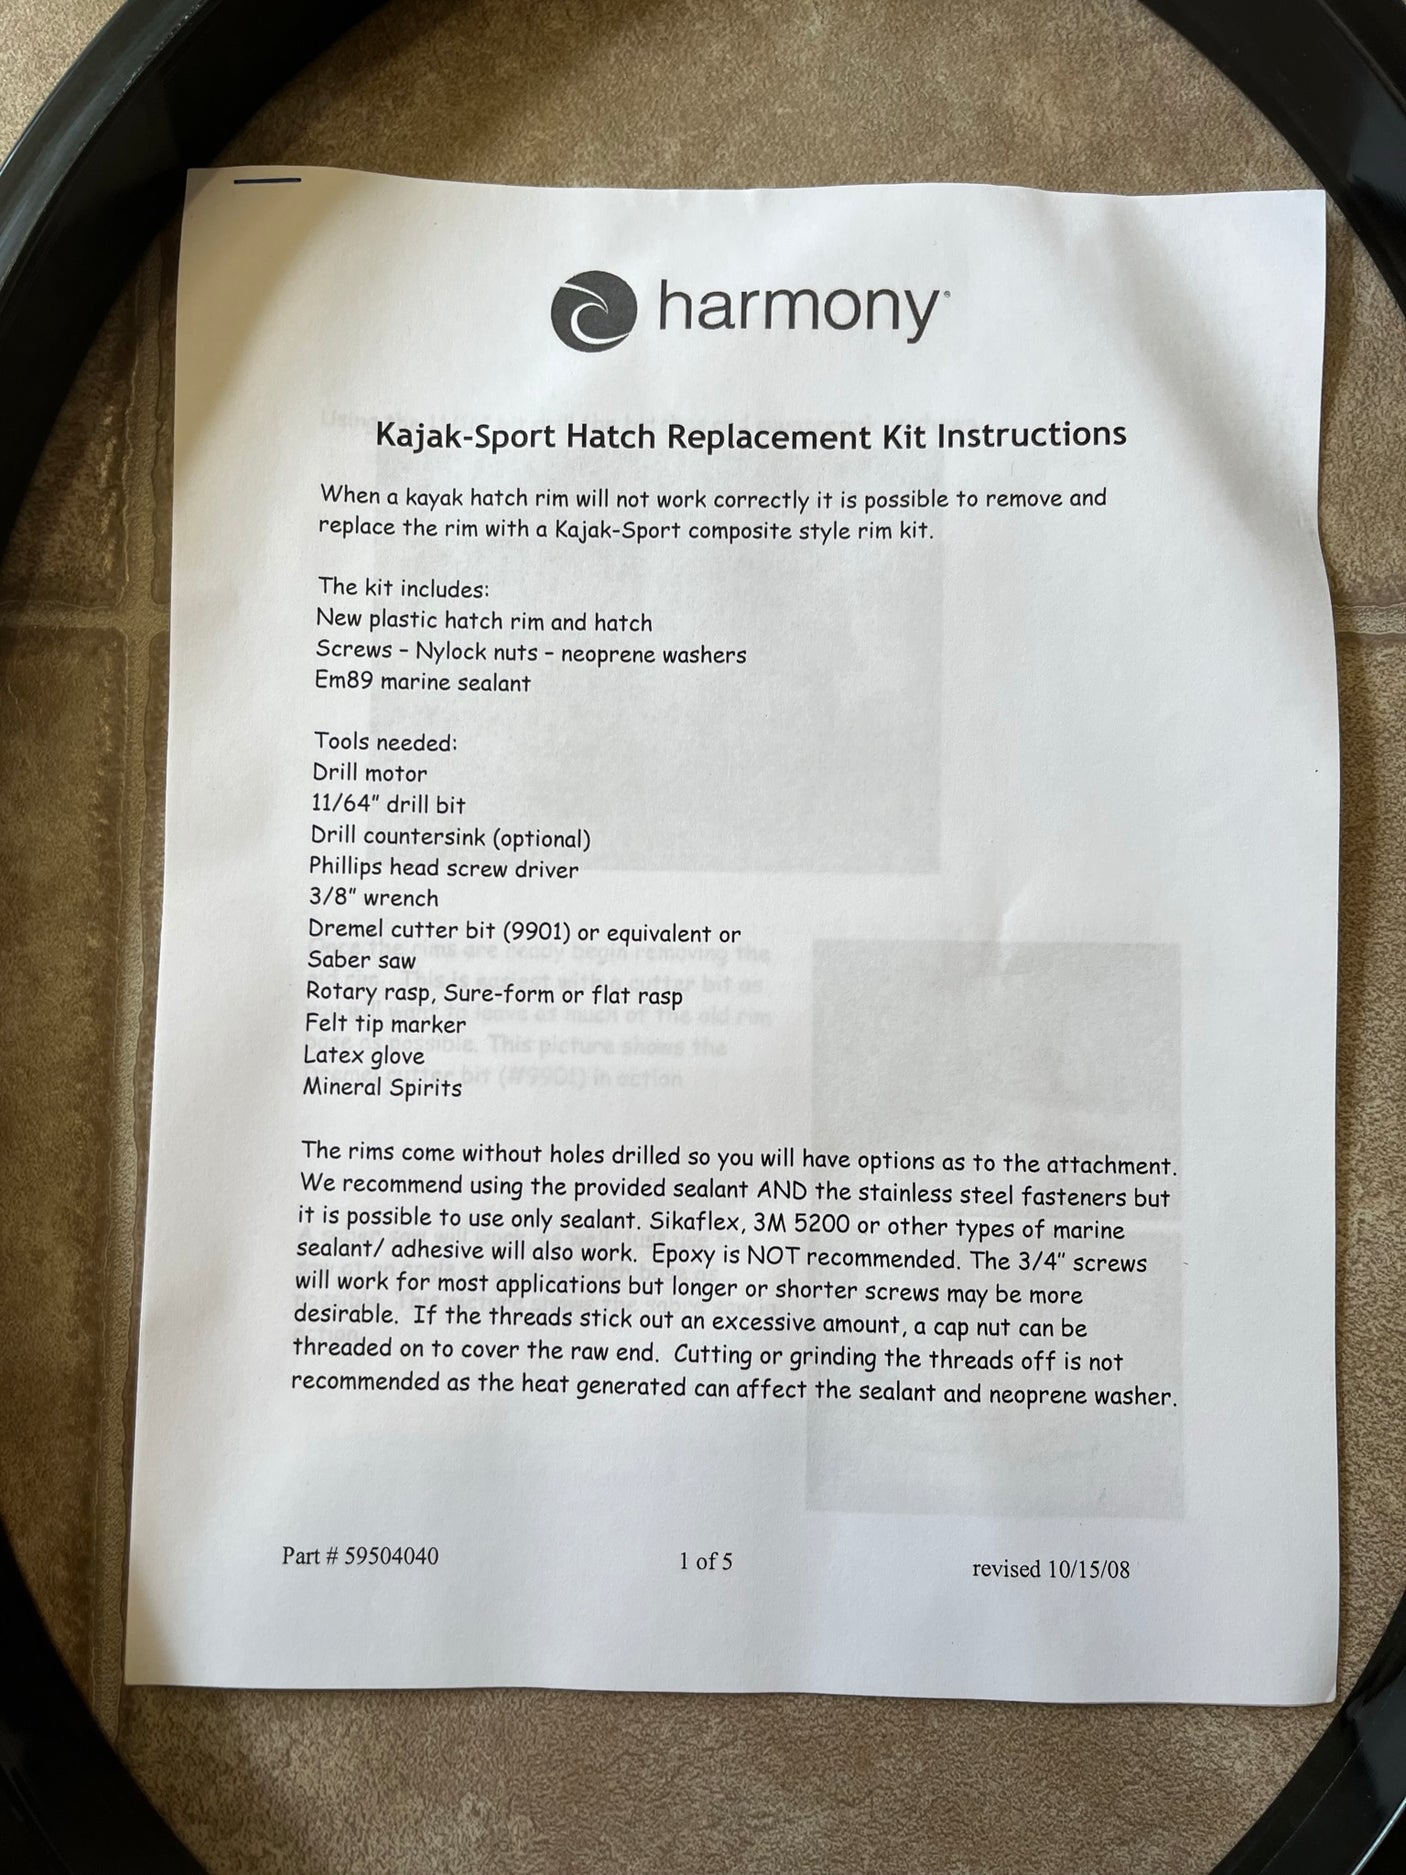 harmony
Kajak-Sport Hatch Replacement Kit Instructions
When a kayak hatch rim will not work correctly it is possible to remove and
replace the rim with a Kajak-Sport composite style rim kit.
The kit includes:
New plastic hatch rim and hatch
Screws – Nylock nuts – neoprene washers
Em89 marine sealant
Tools needed:
Drill motor
11/64" drill bit
Drill countersink (optional)
Phillips head screw driver
3/8" wrench
Dremel cutter bit (9901) or equivalent or
Saber saw
Rotary rasp, Sure-form or flat rasp
Felt tip marker
Latex glove
Mineral Spirits
The rims come without holes drilled so you will have options as to the attachment.
We recommend using the provided sealant AND the stainless steel fasteners but
it is possible to use only sealant. Sikaflex, 3M 5200 or other types of marine
sealant/ adhesive will also work. Epoxy is NOT recommended. The 3/4" screws
will work for most applications but longer or shorter screws may be more
desirable. If the threads stick out an excessive amount, a cap nut can be
threaded on to cover the raw end. Cutting or grinding the threads off is not
recommended as the heat generated can affect the sealant and neoprene washer.
Part # 59504040 1 of 5 revised 10/15/08